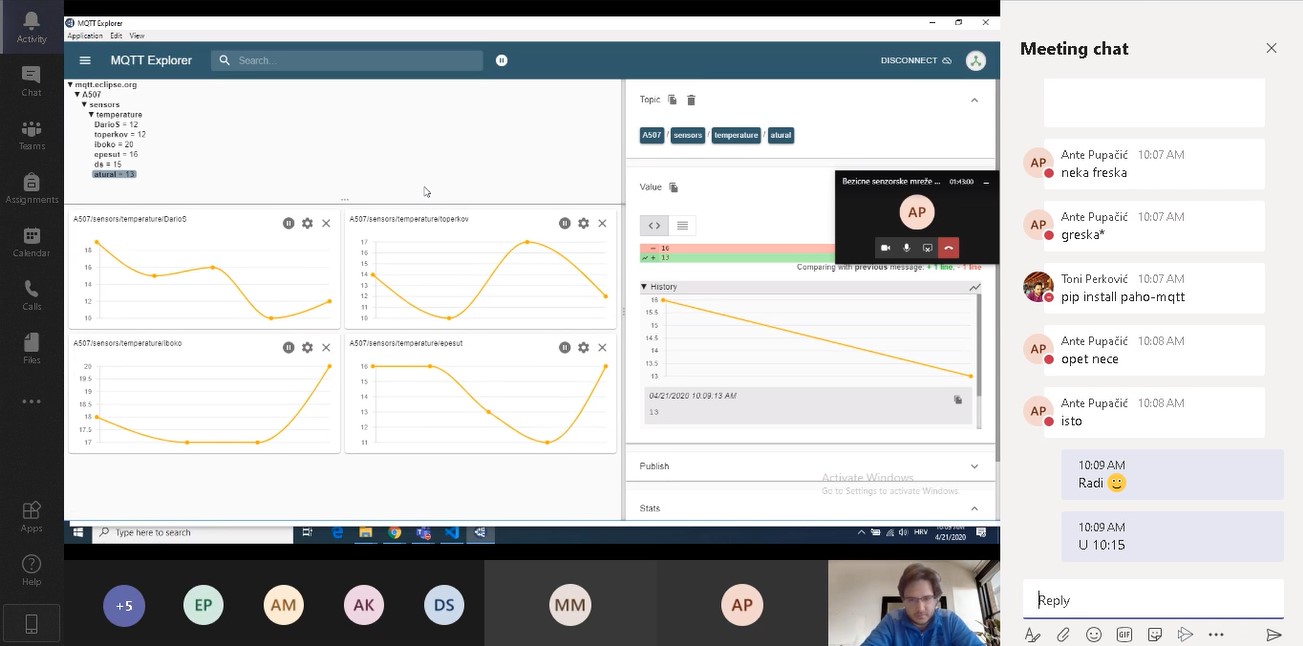 Activity
Chat
Teams
Assignments
Calendar
Calls
Files
Apps
Help
MQTT Explorer
Application Edit View
MQTT Explorer
Search...
DISCONNECT
mqtt.eclipse.org
A507
sensors
temperature
DarioS = 12
toperkov = 12
iboko = 20
epesut = 16
ds = 15
atural = 13
A507/sensors/temperature/DarioS
18
16
14
12
10
A507/sensors/temperature/toperkov
17
16
15
14
13
12
11
10
A507/sensors/temperature/iboko
20
19.5
19
18.5
18
17.5
17
A507/sensors/temperature/epesut
16
15
14
13
12
11
Topic
A507 / sensors / temperature / atural
Value
- 16
+ 13
Comparing with previous message: + 1 line, - 1 line
History
16
15.5
15
14.5
14
13.5
13
04/21/2020 10:09:13 AM
13
Publish
Stats
Activate Windows
Go to Settings to activate Windows.
Bezicne senzorske mreže ... 01:43:00
AP
Type here to search
HRV
10:09 AM
4/21/2020
+5
EP
AM
AK
DS
MM
AP
Meeting chat
AP
Ante Pupačić 10:07 AM
neka freska
AP
Ante Pupačić 10:07 AM
greska*
Toni Perković 10:07 AM
pip install paho-mqtt
AP
Ante Pupačić 10:08 AM
opet nece
AP
Ante Pupačić 10:08 AM
isto
10:09 AM
Radi 🙂
10:09 AM
U 10:15
Reply
GIF